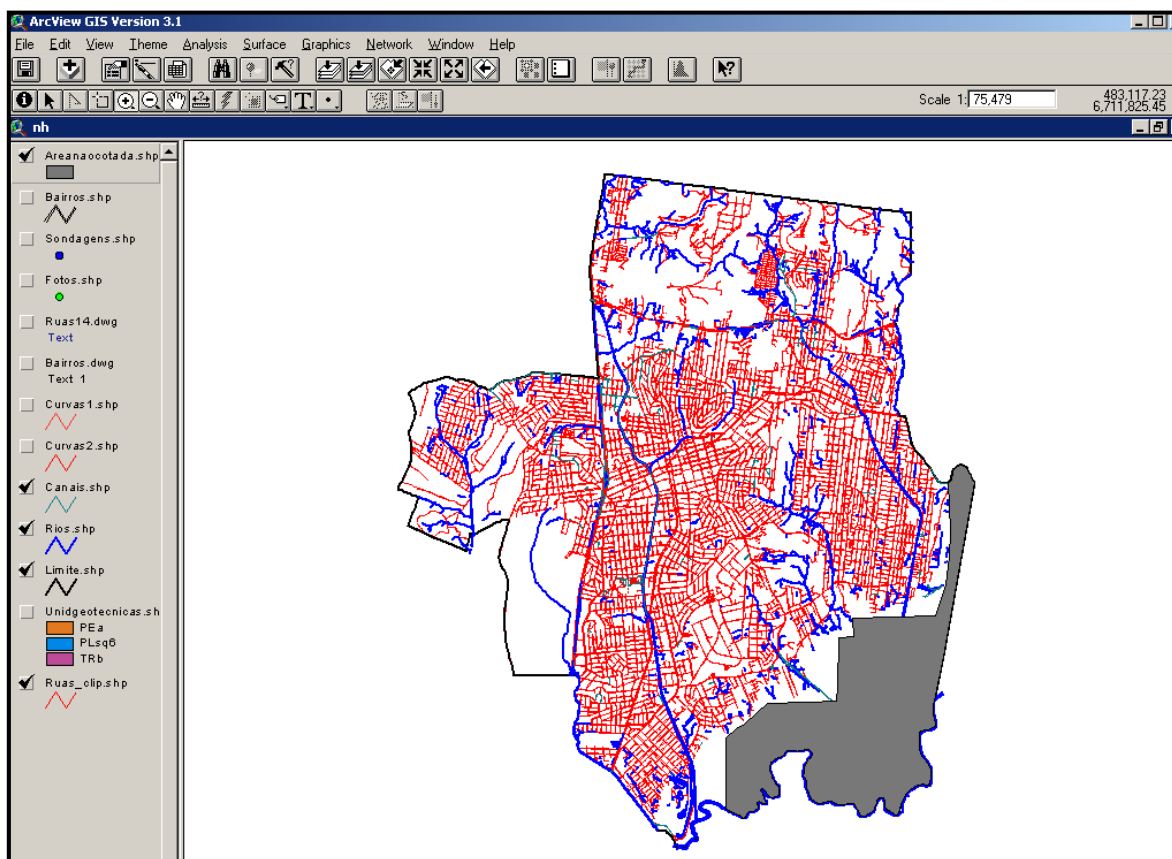 ArcView GIS Version 3.1
File Edit View Theme Analysis Surface Graphics Network Window Help
Scale 1: 75,479
483,117.23
6,711,825.45
nh
Areanaocotada.shp
Bairros.shp
Sondagens.shp
Fotos.shp
Ruas14.dwg
Text
Bairros.dwg
Text 1
Curvas1.shp
Curvas2.shp
Canais.shp
Rios.shp
Limite.shp
Unidgeotecnicas.sh
PEa
PLsq6
TRb
Ruas_clip.shp